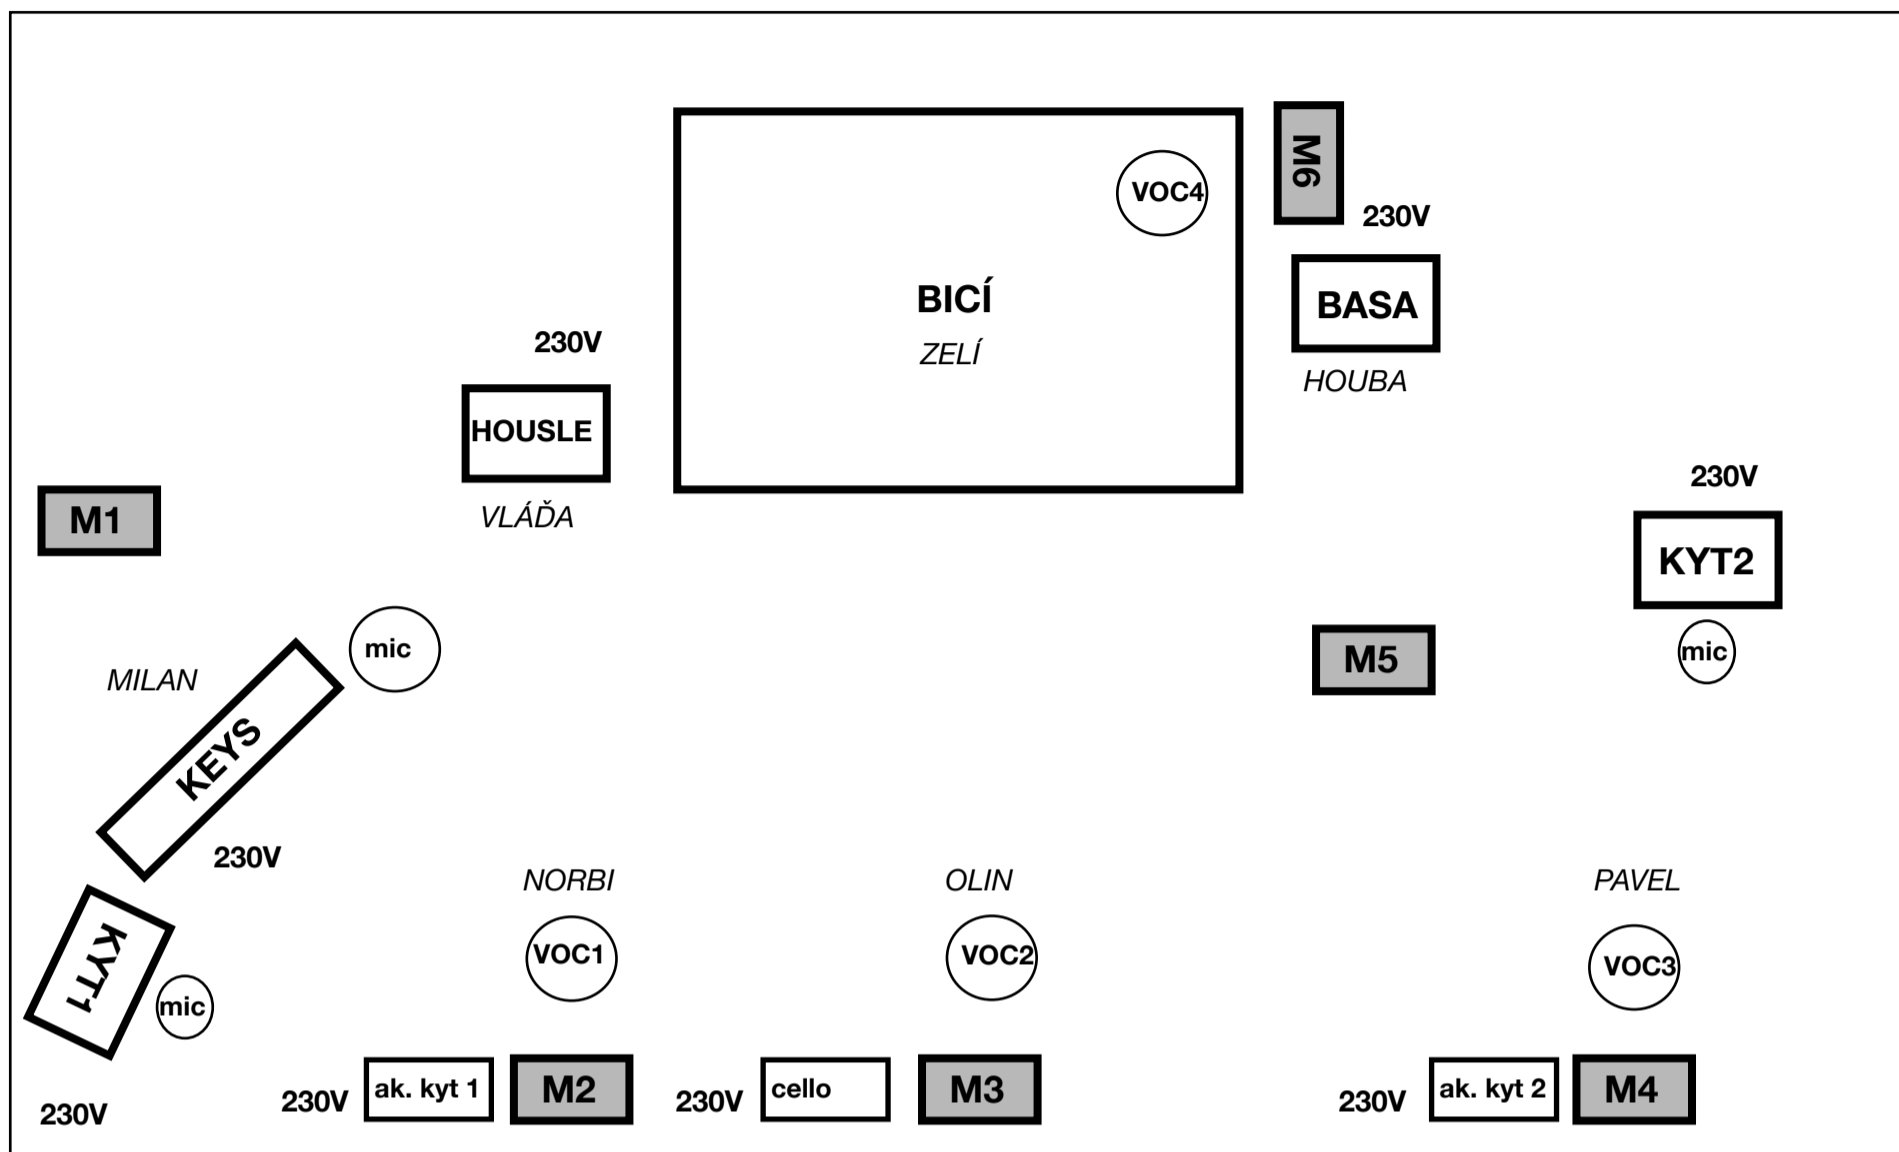 M6
VOC4
230V
BICÍ
ZELÍ
BASA
HOUBA
230V
HOUSLE
VLÁĎA
M1
230V
KYT2
mic
M5
mic
MILAN
KEYS
230V
NORBI
OLIN
PAVEL
VOC1
VOC2
VOC3
KYT1
mic
230V
230V
ak. kyt 1
M2
230V
cello
M3
230V
ak. kyt 2
M4